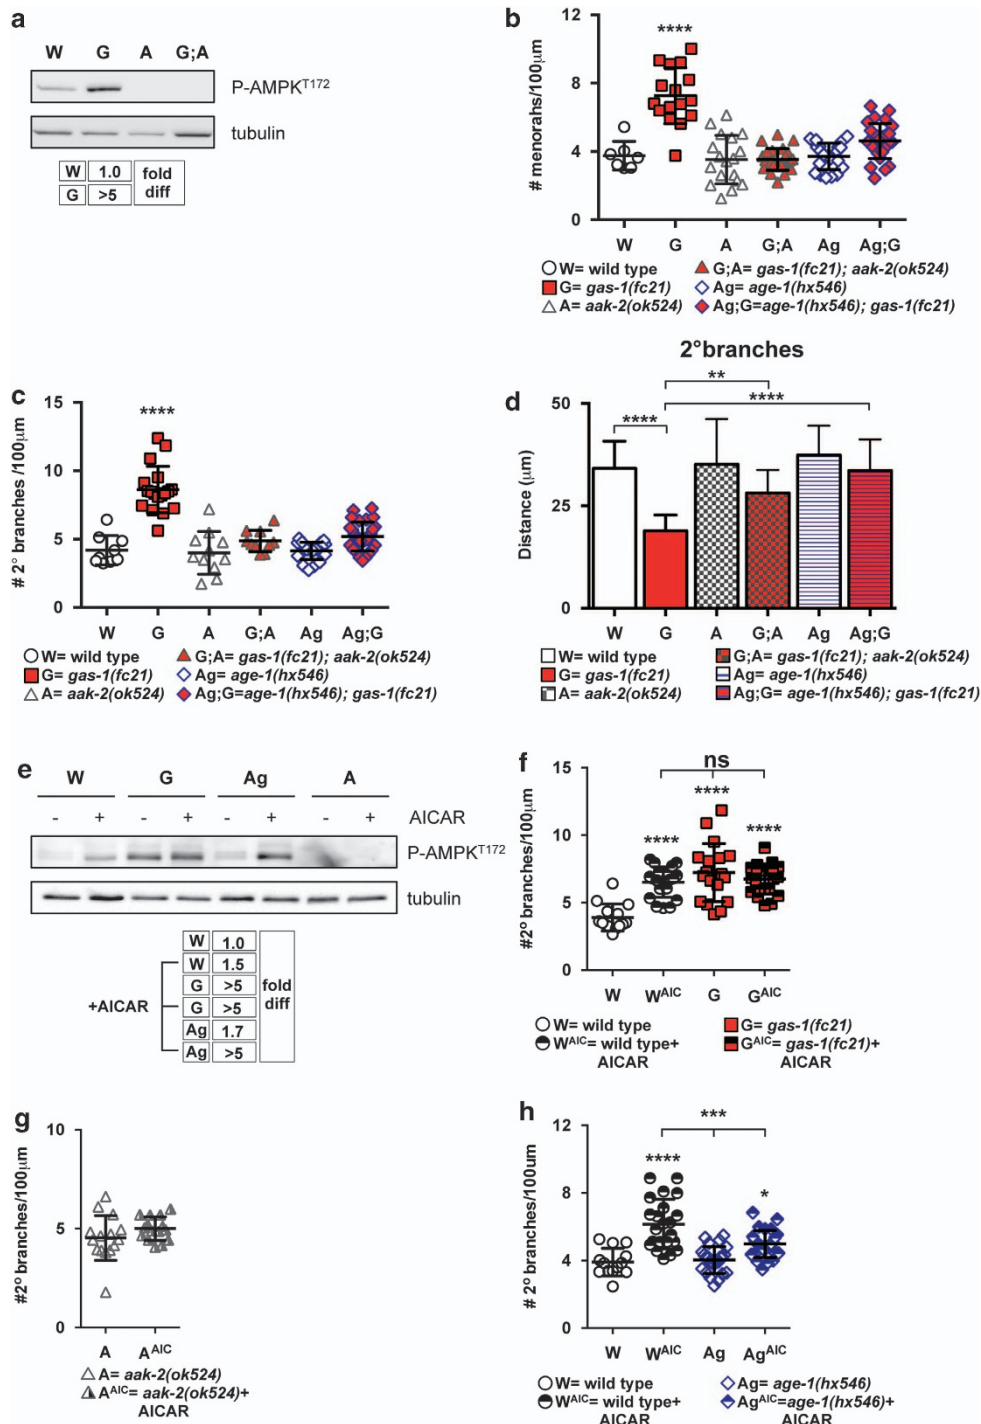 a
W G A G;A
P-AMPK^T172
tubulin
W 1.0 fold
G >5 diff
b
# menorahs/100μm
12
8
4
0
****
W G A G;A Ag Ag;G
W= wild type
G= gas-1(fc21)
A= aak-2(ok524)
G;A= gas-1(fc21); aak-2(ok524)
Ag= age-1(hx546)
Ag;G=age-1(hx546); gas-1(fc21)
c
# 2° branches /100μm
15
10
5
0
****
W G A G;A Ag Ag;G
W= wild type
G= gas-1(fc21)
A= aak-2(ok524)
G;A= gas-1(fc21); aak-2(ok524)
Ag= age-1(hx546)
Ag;G=age-1(hx546); gas-1(fc21)
2°branches
d
Distance (μm)
50
25
0
**
****
****
W G A G;A Ag Ag;G
W= wild type
G= gas-1(fc21)
A= aak-2(ok524)
G;A= gas-1(fc21); aak-2(ok524)
Ag= age-1(hx546)
Ag;G= age-1(hx546); gas-1(fc21)
e
W G Ag A
- + - + - + - + AICAR
P-AMPK^T172
tubulin
+AICAR
W 1.0
W 1.5
G >5
G >5
Ag 1.7
Ag >5
fold
diff
f
#2° branches/100μm
15
10
5
0
ns
****
****
****
W W^AIC G G^AIC
W= wild type
W^AIC= wild type+
AICAR
G= gas-1(fc21)
G^AIC= gas-1(fc21)+
AICAR
g
#2° branches/100μm
10
5
0
A A^AIC
A= aak-2(ok524)
A^AIC= aak-2(ok524)+
AICAR
h
# 2° branches/100um
12
8
4
0
***
****
*
W W^AIC Ag Ag^AIC
W= wild type
W^AIC=wild type+
AICAR
Ag= age-1(hx546)
Ag^AIC=age-1(hx546)+
AICAR